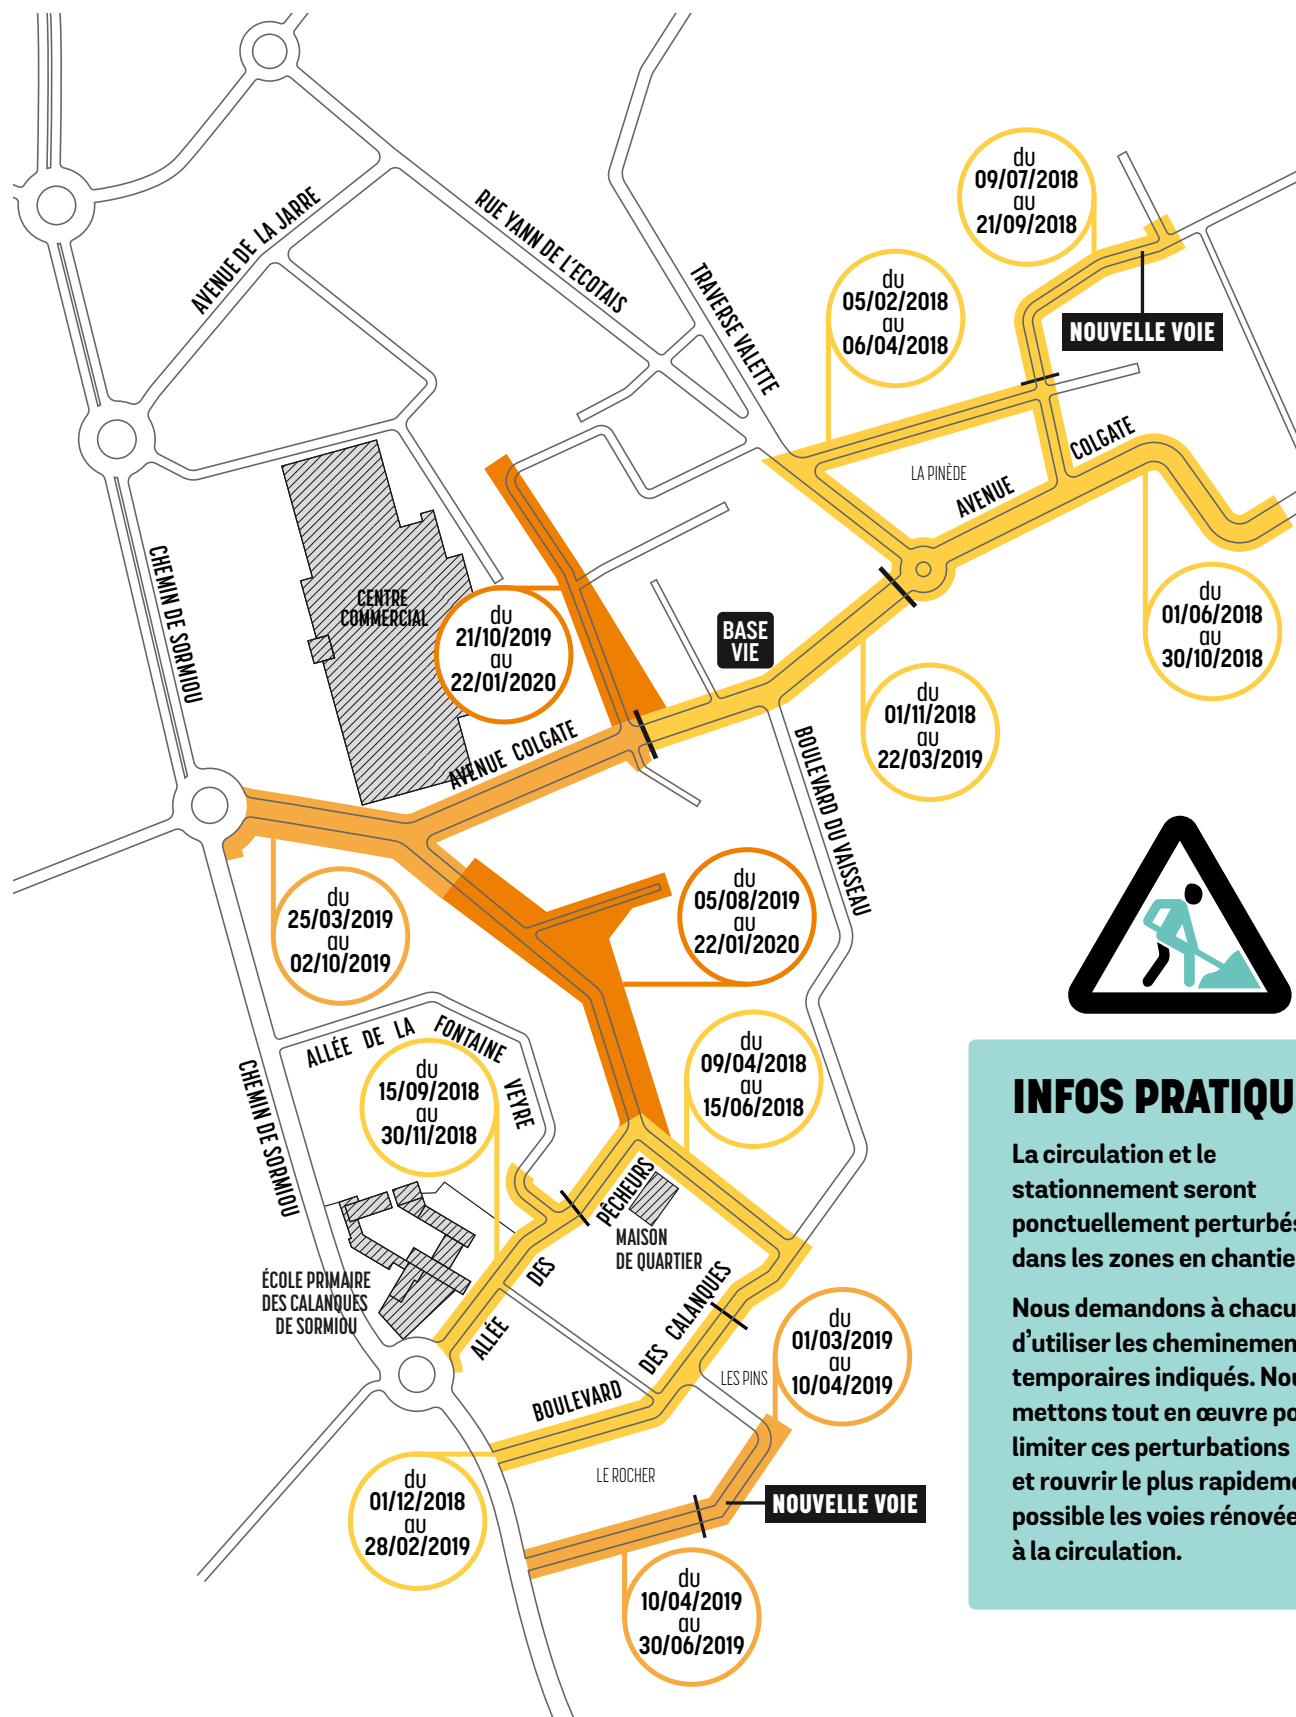 du
09/07/2018
au
21/09/2018
AVENUE DE LA JARRE
RUE YANN DE L'ECOTAIS
TRAVERSE VALETTE
du
05/02/2018
au
06/04/2018
NOUVELLE VOIE
LA PINÈDE
AVENUE COLGATE
CHEMIN DE SORMIOU
CENTRE
COMMERCIAL
du
21/10/2019
au
22/01/2020
BASE
VIE
du
01/06/2018
au
30/10/2018
du
01/11/2018
au
22/03/2019
AVENUE COLGATE
BOULEVARD DU VAISSEAU
du
25/03/2019
au
02/10/2019
du
05/08/2019
au
22/01/2020
ALLÉE DE LA FONTAINE VEYRE
du
09/04/2018
au
15/06/2018
du
15/09/2018
au
30/11/2018
CHEMIN DE SORMIOU
ALLÉE DES PÊCHEURS
MAISON
DE QUARTIER
ÉCOLE PRIMAIRE
DES CALANQUES
DE SORMIOU
BOULEVARD DES CALANQUES
LES PINS
du
01/03/2019
au
10/04/2019
LE ROCHER
NOUVELLE VOIE
du
01/12/2018
au
28/02/2019
du
10/04/2019
au
30/06/2019
INFOS PRATIQU
La circulation et le
stationnement seront
ponctuellement perturbés
dans les zones en chantie
Nous demandons à chacu
d'utiliser les cheminemen
temporaires indiqués. Nou
mettons tout en œuvre po
limiter ces perturbations
et rouvrir le plus rapideme
possible les voies rénovée
à la circulation.